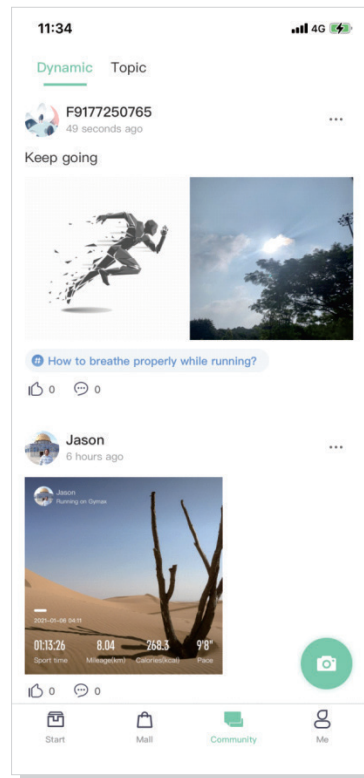 11:34
4G
Dynamic Topic
F9177250765
49 seconds ago
Keep going
# How to breathe properly while running?
0 0
Jason
6 hours ago
Jason
Running on Gymax
2021-01-06 04:11
01:13:26 8.04 268.3 9'8"
Sport time Mileage(km) Calories(kcal) Pace
0 0
Start Mall Community Me